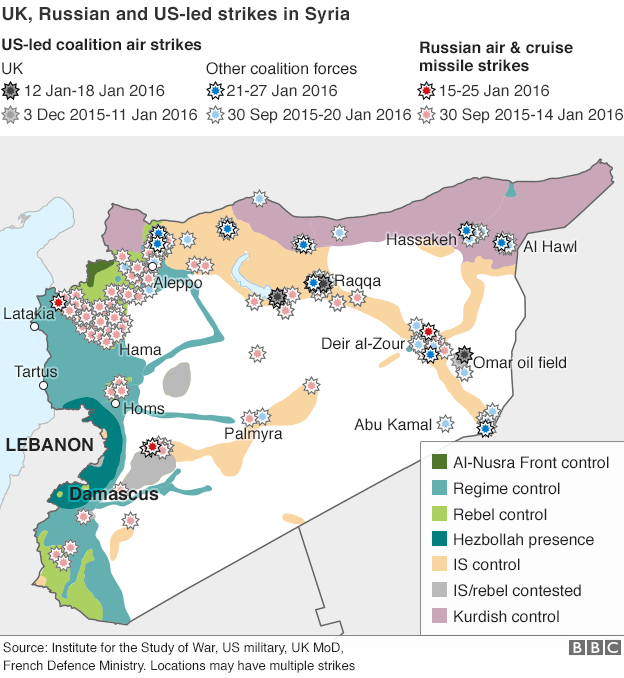 UK, Russian and US-led strikes in Syria
US-led coalition air strikes
UK
12 Jan-18 Jan 2016
3 Dec 2015-11 Jan 2016
Other coalition forces
21-27 Jan 2016
30 Sep 2015-20 Jan 2016
Russian air & cruise
missile strikes
15-25 Jan 2016
30 Sep 2015-14 Jan 2016
Hassakeh
Al Hawl
Aleppo
Raqqa
Latakia
Hama
Deir al-Zour
Omar oil field
Tartus
Homs
Palmyra
Abu Kamal
LEBANON
Damascus
Al-Nusra Front control
Regime control
Rebel control
Hezbollah presence
IS control
IS/rebel contested
Kurdish control
Source: Institute for the Study of War, US military, UK MoD,
French Defence Ministry. Locations may have multiple strikes
BBC